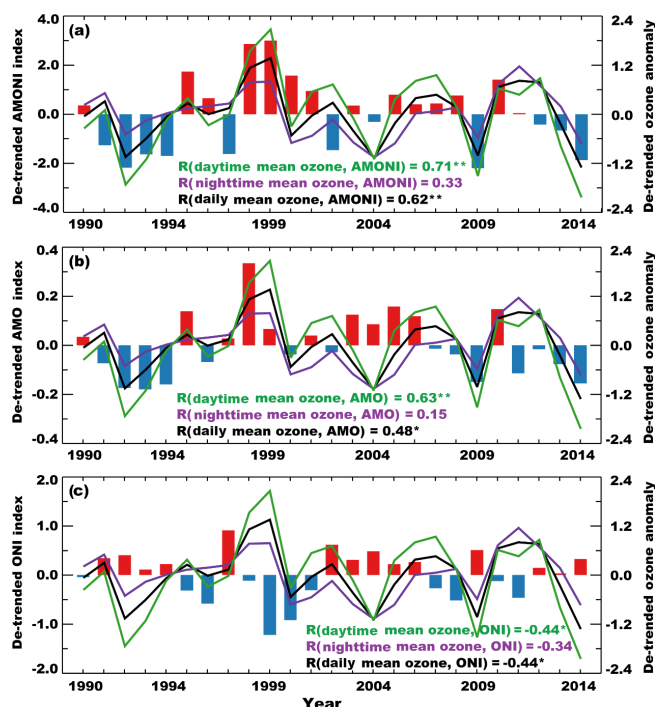 (a)
De-trended AMONI index
4.0
2.0
0.0
-2.0
-4.0
2.4
1.2
0.0
-1.2
-2.4
De-trended ozone anomaly
R(daytime mean ozone, AMONI) = 0.71**
R(nighttime mean ozone, AMONI) = 0.33
R(daily mean ozone, AMONI) = 0.62**
1990 1994 1999 2004 2009 2014
(b)
De-trended AMO index
0.4
0.2
0.0
-0.2
-0.4
2.4
1.2
0.0
-1.2
-2.4
De-trended ozone anomaly
R(daytime mean ozone, AMO) = 0.63**
R(nighttime mean ozone, AMO) = 0.15
R(daily mean ozone, AMO) = 0.48*
1990 1994 1999 2004 2009 2014
(c)
De-trended ONI index
2.0
1.0
0.0
-1.0
-2.0
2.4
1.2
0.0
-1.2
-2.4
De-trended ozone anomaly
R(daytime mean ozone, ONI) = -0.44*
R(nighttime mean ozone, ONI) = -0.34
R(daily mean ozone, ONI) = -0.44*
1990 1994 1999 2004 2009 2014
Year